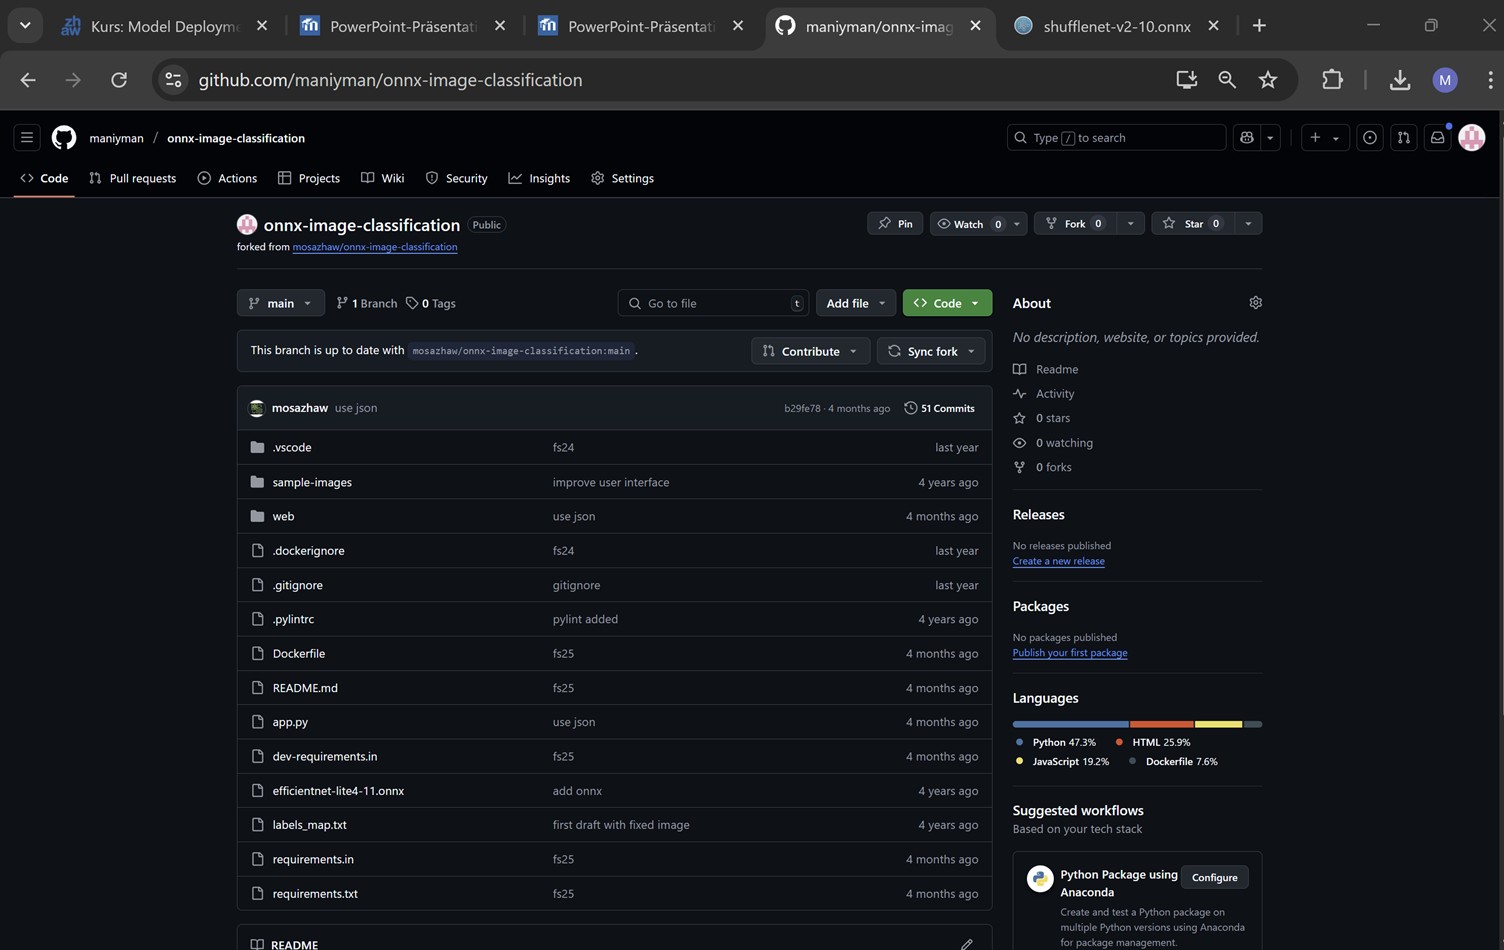 Kurs: Model Deployme
PowerPoint-Präsentati
PowerPoint-Präsentati
maniyman/onnx-imag
shufflenet-v2-10.onnx
github.com/maniyman/onnx-image-classification
M
maniyman / onnx-image-classification
Type / to search
Code
Pull requests
Actions
Projects
Wiki
Security
Insights
Settings
onnx-image-classification Public
forked from mosazhaw/onnx-image-classification
Pin
Watch 0
Fork 0
Star 0
main
1 Branch
0 Tags
Go to file t
Add file
Code
This branch is up to date with mosazhaw/onnx-image-classification:main .
Contribute
Sync fork
mosazhaw use json b29fe78 · 4 months ago 51 Commits
.vscode fs24 last year
sample-images improve user interface 4 years ago
web use json 4 months ago
.dockerignore fs24 last year
.gitignore gitignore last year
.pylintrc pylint added 4 years ago
Dockerfile fs25 4 months ago
README.md fs25 4 months ago
app.py use json 4 months ago
dev-requirements.in fs25 4 months ago
efficientnet-lite4-11.onnx add onnx 4 years ago
labels_map.txt first draft with fixed image 4 years ago
requirements.in fs25 4 months ago
requirements.txt fs25 4 months ago
README
About
No description, website, or topics provided.
Readme
Activity
0 stars
0 watching
0 forks
Releases
No releases published
Create a new release
Packages
No packages published
Publish your first package
Languages
Python 47.3% HTML 25.9%
JavaScript 19.2% Dockerfile 7.6%
Suggested workflows
Based on your tech stack
Python Package using
Anaconda
Configure
Create and test a Python package on
multiple Python versions using Anaconda
for package management.